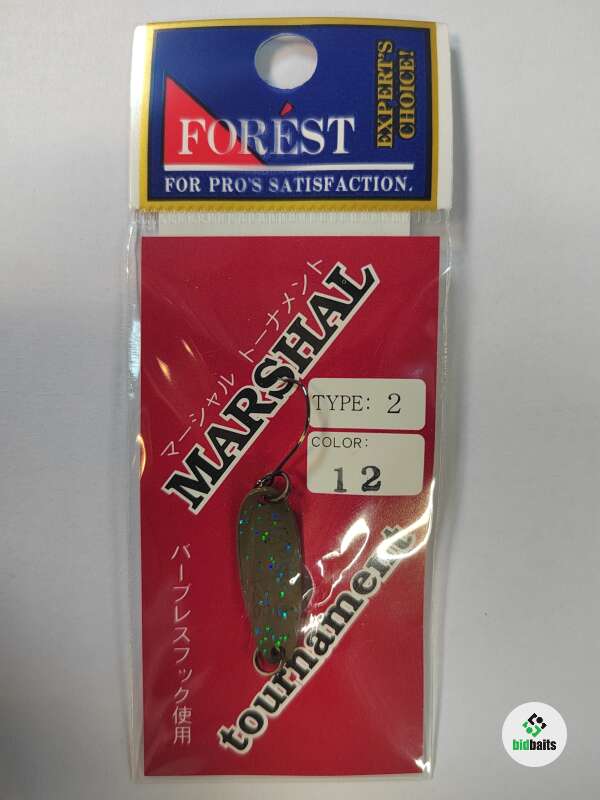 EXPERT'S
CHOICE!
FORÉST
FOR PRO'S SATISFACTION.
マーシャル トーナメント
MARSHAL
TYPE: 2
COLOR:
12
tournament
バーブレスフック使用
bidbaits